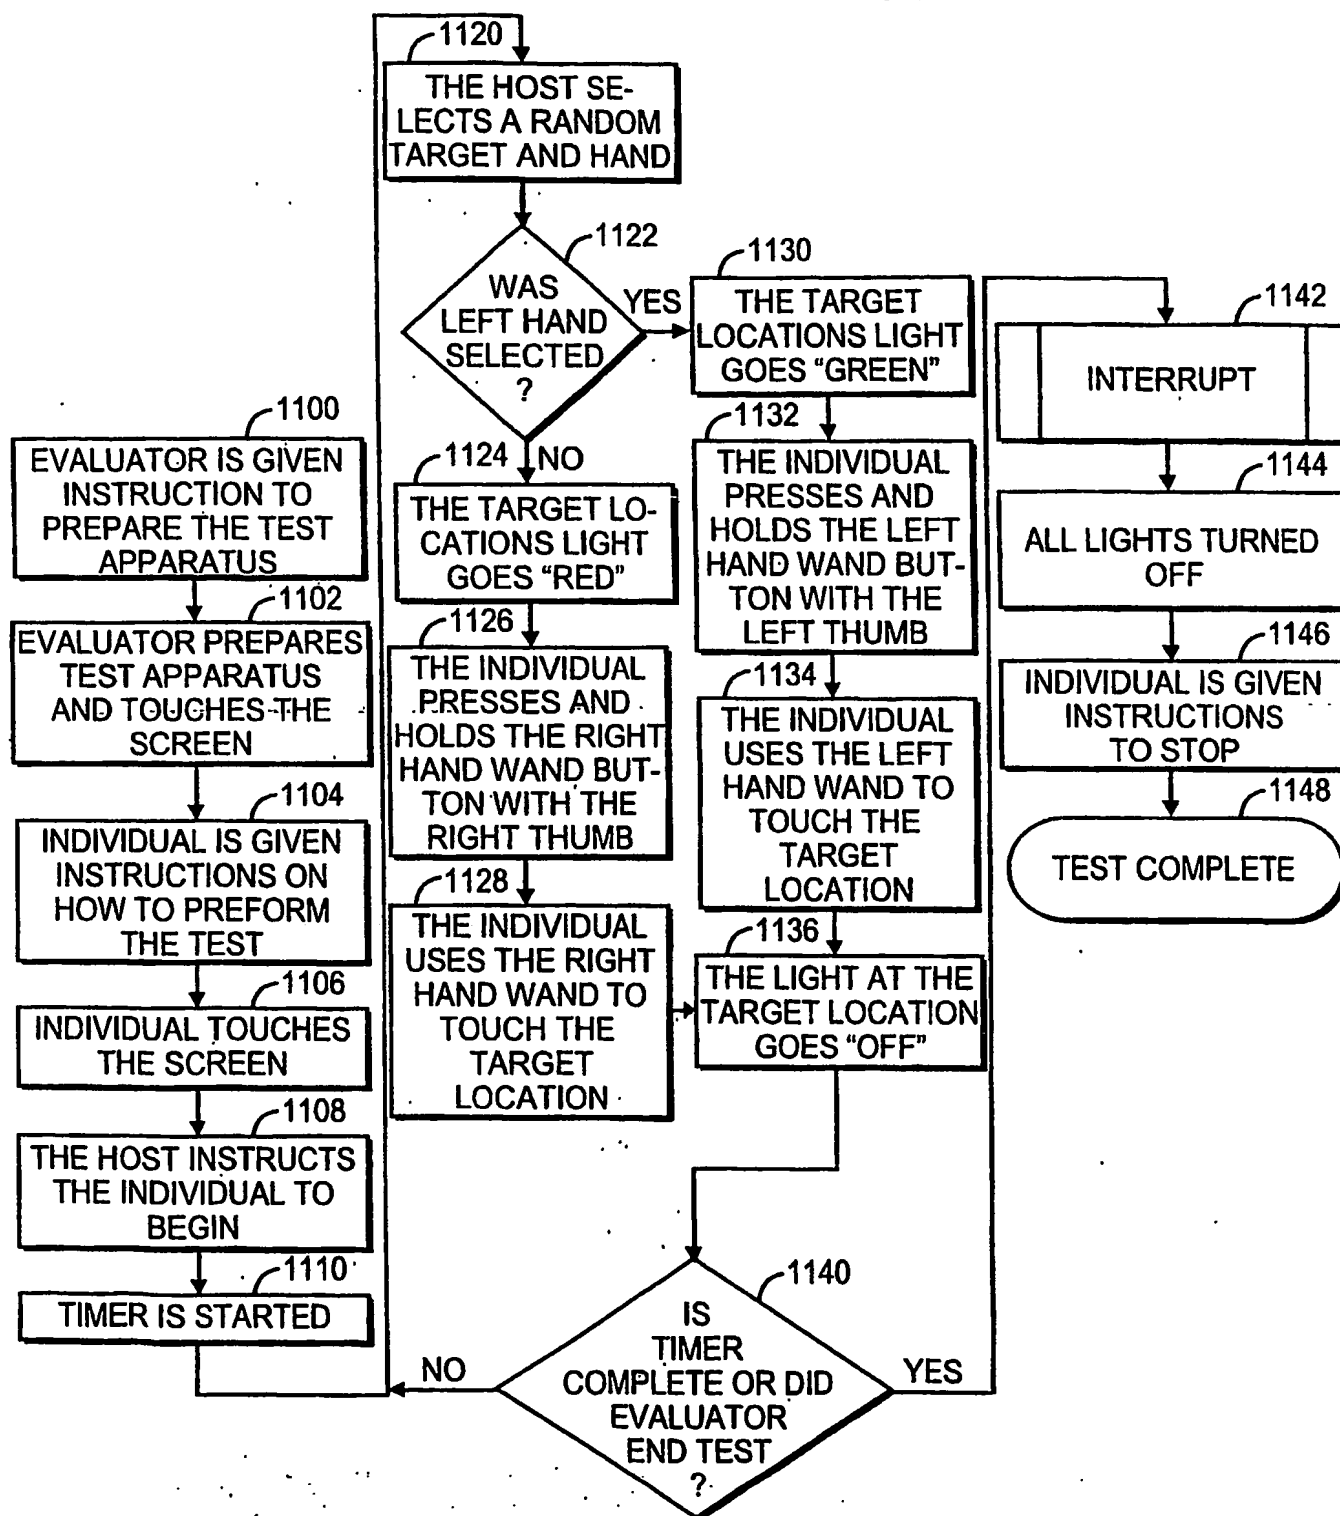 1100
EVALUATOR IS GIVEN
INSTRUCTION TO
PREPARE THE TEST
APPARATUS
1102
EVALUATOR PREPARES
TEST APPARATUS
AND TOUCHES THE
SCREEN
1104
INDIVIDUAL IS GIVEN
INSTRUCTIONS ON
HOW TO PREFORM
THE TEST
1106
INDIVIDUAL TOUCHES
THE SCREEN
1108
THE HOST INSTRUCTS
THE INDIVIDUAL TO
BEGIN
1110
TIMER IS STARTED
1120
THE HOST SE-
LECTS A RANDOM
TARGET AND HAND
1122
WAS
LEFT HAND
SELECTED
?
YES
NO
1124
THE TARGET LO-
CATIONS LIGHT
GOES “RED”
1126
THE INDIVIDUAL
PRESSES AND
HOLDS THE RIGHT
HAND WAND BUT-
TON WITH THE
RIGHT THUMB
1128
THE INDIVIDUAL
USES THE RIGHT
HAND WAND TO
TOUCH THE
TARGET
LOCATION
1130
THE TARGET
LOCATIONS LIGHT
GOES “GREEN”
1132
THE INDIVIDUAL
PRESSES AND
HOLDS THE LEFT
HAND WAND BUT-
TON WITH THE
LEFT THUMB
1134
THE INDIVIDUAL
USES THE LEFT
HAND WAND TO
TOUCH THE
TARGET
LOCATION
1136
THE LIGHT AT THE
TARGET LOCATION
GOES “OFF”
1140
IS
TIMER
COMPLETE OR DID
EVALUATOR
END TEST
?
NO
YES
1142
INTERRUPT
1144
ALL LIGHTS TURNED
OFF
1146
INDIVIDUAL IS GIVEN
INSTRUCTIONS
TO STOP
1148
TEST COMPLETE